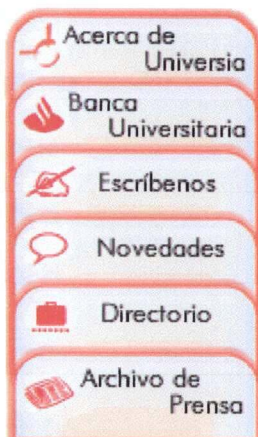 Acerca de
Universia
Banca
Universitaria
Escríbenos
Novedades
Directorio
Archivo de
Prensa